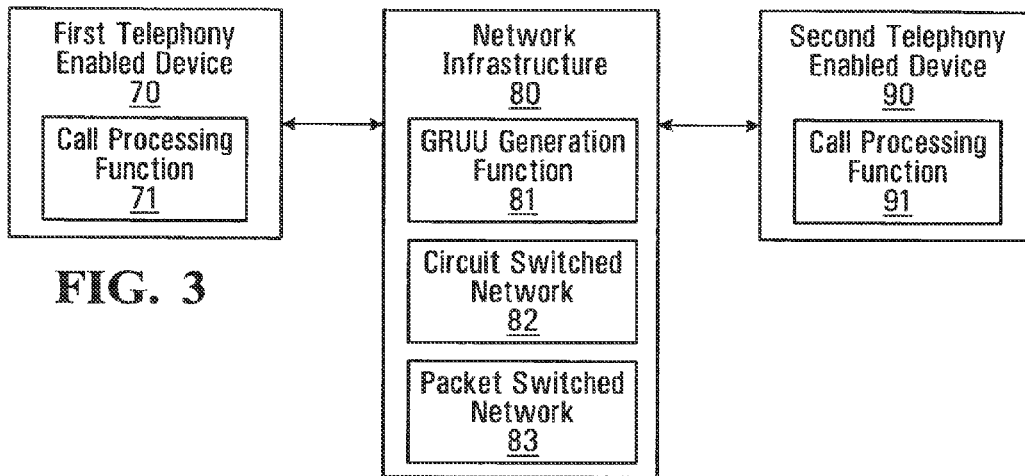 First Telephony
Enabled Device
70
Call Processing
Function
71
FIG. 3
Network
Infrastructure
80
GRUU Generation
Function
81
Circuit Switched
Network
82
Packet Switched
Network
83
Second Telephony
Enabled Device
90
Call Processing
Function
91